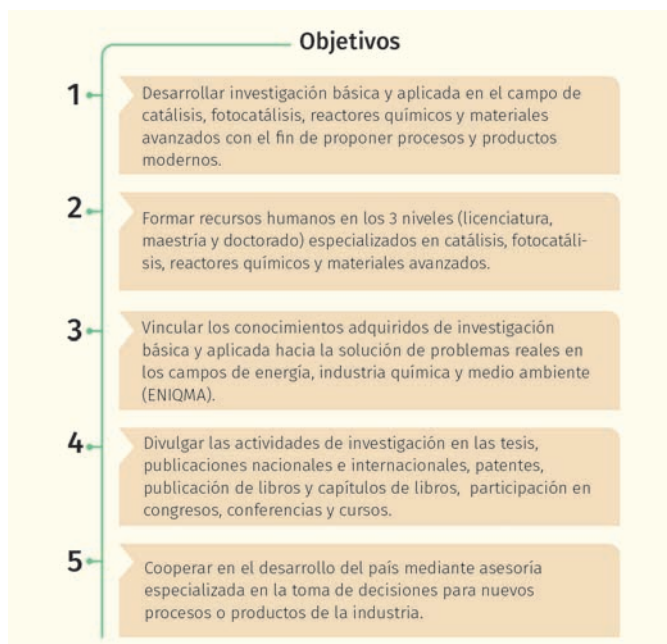 Objetivos
1
Desarrollar investigación básica y aplicada en el campo de
catálisis, fotocatálisis, reactores químicos y materiales
avanzados con el fin de proponer procesos y productos
modernos.
2
Formar recursos humanos en los 3 niveles (licenciatura,
maestría y doctorado) especializados en catálisis, fotocatáli-
sis, reactores químicos y materiales avanzados.
3
Vincular los conocimientos adquiridos de investigación
básica y aplicada hacia la solución de problemas reales en
los campos de energía, industria química y medio ambiente
(ENIQMA).
4
Divulgar las actividades de investigación en las tesis,
publicaciones nacionales e internacionales, patentes,
publicación de libros y capítulos de libros, participación en
congresos, conferencias y cursos.
5
Cooperar en el desarrollo del país mediante asesoría
especializada en la toma de decisiones para nuevos
procesos o productos de la industria.